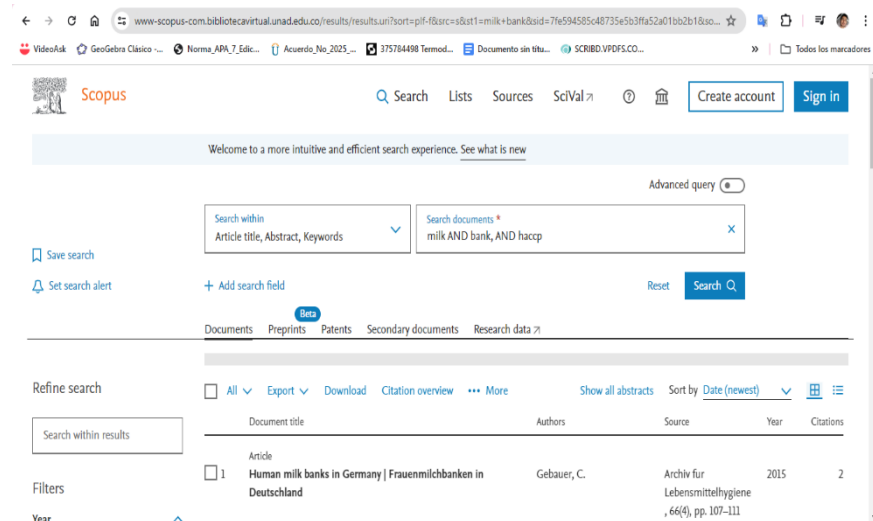 www-scopus-com.bibliotecavirtual.unad.edu.co/results/results.uri?sort=plf-f&src=s&st1=milk+bank&sid=7fe594585c48735e5b3ffa52a01bb2b1&so...
VideoAsk GeoGebra Clásico -... Norma_APA_7_Edic... Acuerdo_No_2025_... 375784498 Termod... Documento sin títu... SCRIBD.VPDFS.CO... » Todos los marcadores
Scopus
Search Lists Sources SciVal Create account Sign in
Welcome to a more intuitive and efficient search experience. See what is new
Advanced query
Search within
Article title, Abstract, Keywords
Search documents *
milk AND bank, AND haccp
Save search
Set search alert
+ Add search field
Reset Search
Beta
Documents Preprints Patents Secondary documents Research data
Refine search
All Export Download Citation overview ••• More Show all abstracts Sort by Date (newest)
Search within results
Document title Authors Source Year Citations
Article
1 Human milk banks in Germany | Frauenmilchbanken in Gebauer, C. Archiv fur 2015 2
Deutschland Lebensmittelhygiene
, 66(4), pp. 107–111
Filters
Year